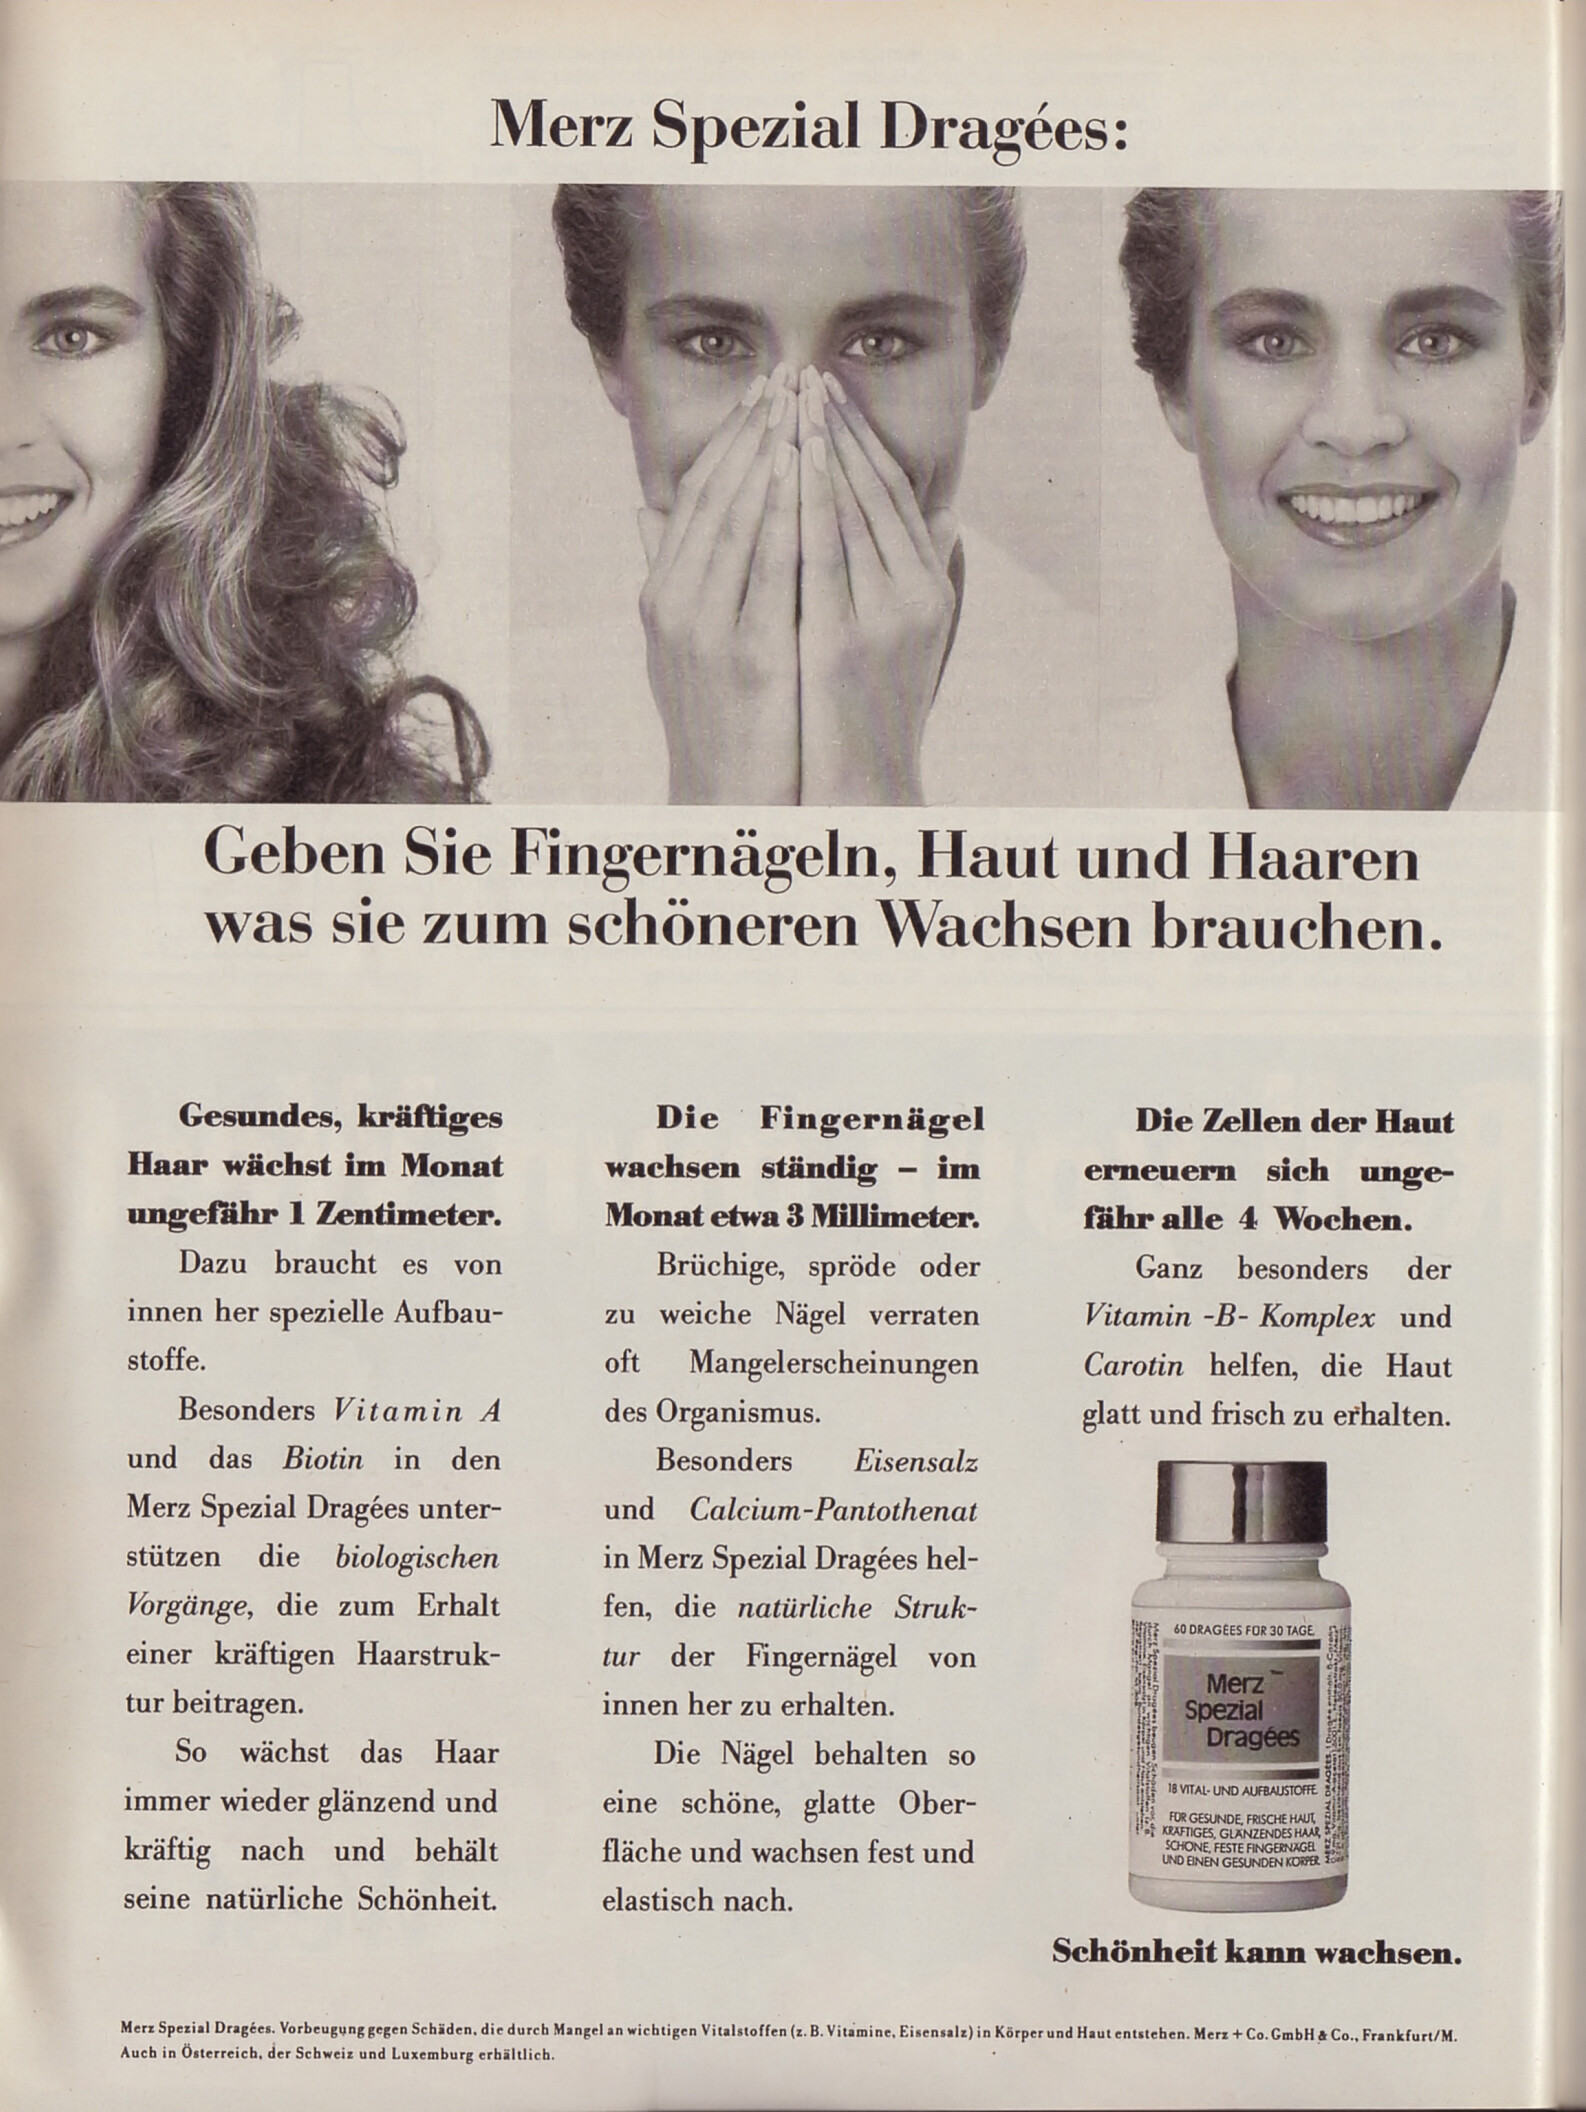 Merz Spezial Dragées:
Geben Sie Fingernägeln, Haut und Haaren
was sie zum schöneren Wachsen brauchen.
Gesundes, kräftiges
Haar wächst im Monat
ungefähr 1 Zentimeter.
Dazu braucht es von
innen her spezielle Aufbau-
stoffe.
Besonders Vitamin A
und das Biotin in den
Merz Spezial Dragées unter-
stützen die biologischen
Vorgänge, die zum Erhalt
einer kräftigen Haarstruk-
tur beitragen.
So wächst das Haar
immer wieder glänzend und
kräftig nach und behält
seine natürliche Schönheit.
Die Fingernägel
wachsen ständig – im
Monat etwa 3 Millimeter.
Brüchige, spröde oder
zu weiche Nägel verraten
oft Mangelerscheinungen
des Organismus.
Besonders Eisensalz
und Calcium-Pantothenat
in Merz Spezial Dragées hel-
fen, die natürliche Struk-
tur der Fingernägel von
innen her zu erhalten.
Die Nägel behalten so
eine schöne, glatte Ober-
fläche und wachsen fest und
elastisch nach.
Die Zellen der Haut
erneuern sich unge-
fähr alle 4 Wochen.
Ganz besonders der
Vitamin -B- Komplex und
Carotin helfen, die Haut
glatt und frisch zu erhalten.
60 DRAGÉES FÜR 30 TAGE
Merz
Spezial
Dragées
18 VITAL- UND AUFBAUSTOFFE
FÜR GESUNDE, FRISCHE HAUT,
KRÄFTIGES, GLÄNZENDES HAAR,
SCHÖNE, FESTE FINGERNÄGEL
UND EINEN GESUNDEN KÖRPER
Schönheit kann wachsen.
Merz Spezial Dragées. Vorbeugung gegen Schäden, die durch Mangel an wichtigen Vitalstoffen (z. B. Vitamine, Eisensalz) in Körper und Haut entstehen. Merz + Co. GmbH & Co., Frankfurt/M.
Auch in Österreich, der Schweiz und Luxemburg erhältlich.